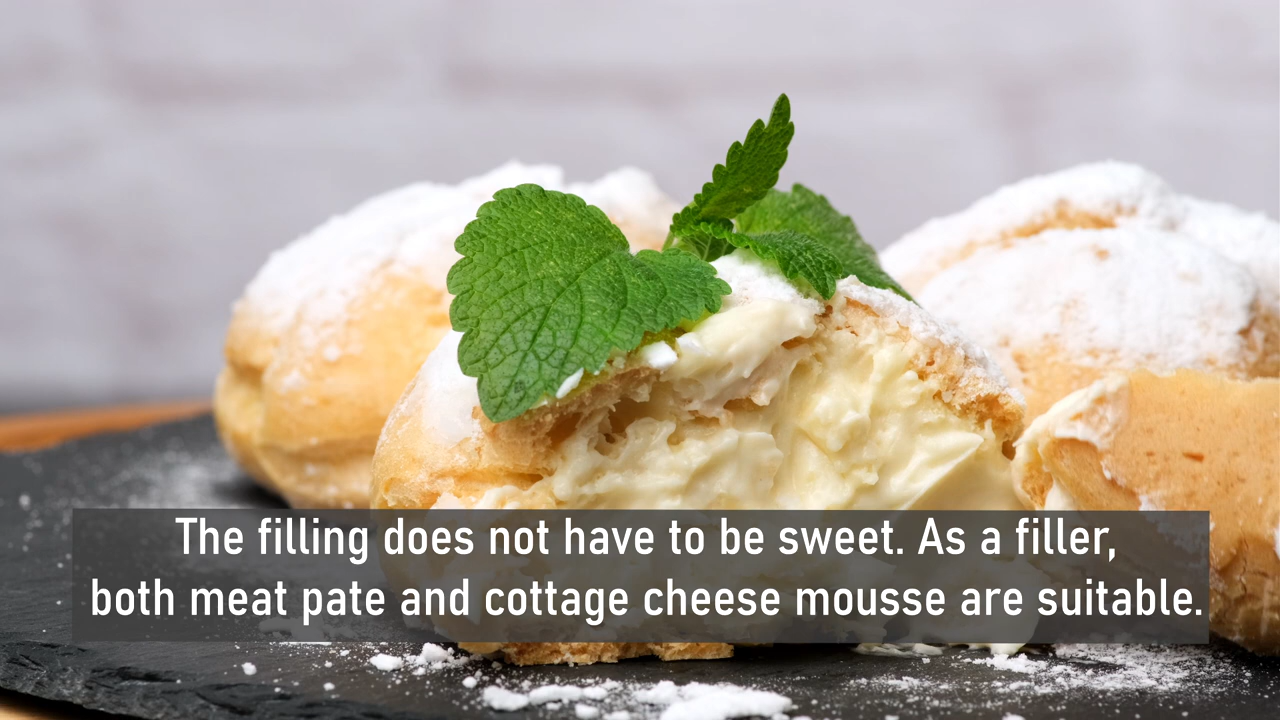 The filling does not have to be sweet. As a filler,
both meat pate and cottage cheese mousse are suitable.